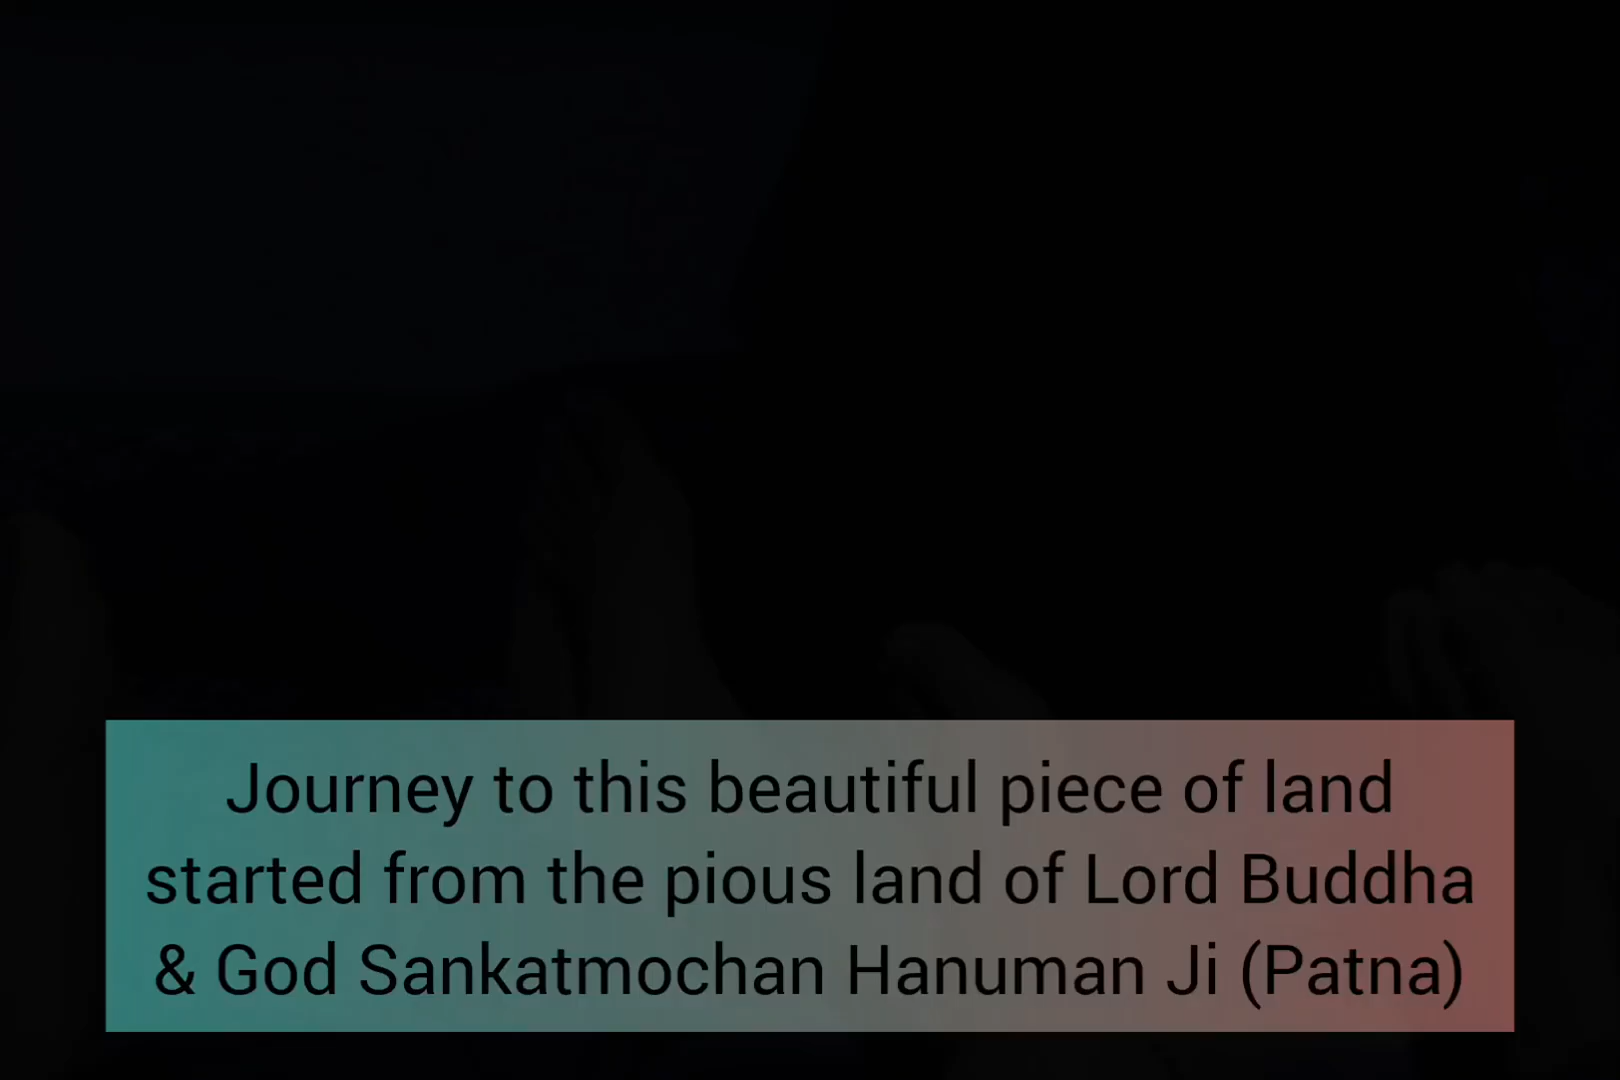 Journey to this beautiful piece of land
started from the pious land of Lord Buddha
& God Sankatmochan Hanuman Ji (Patna)